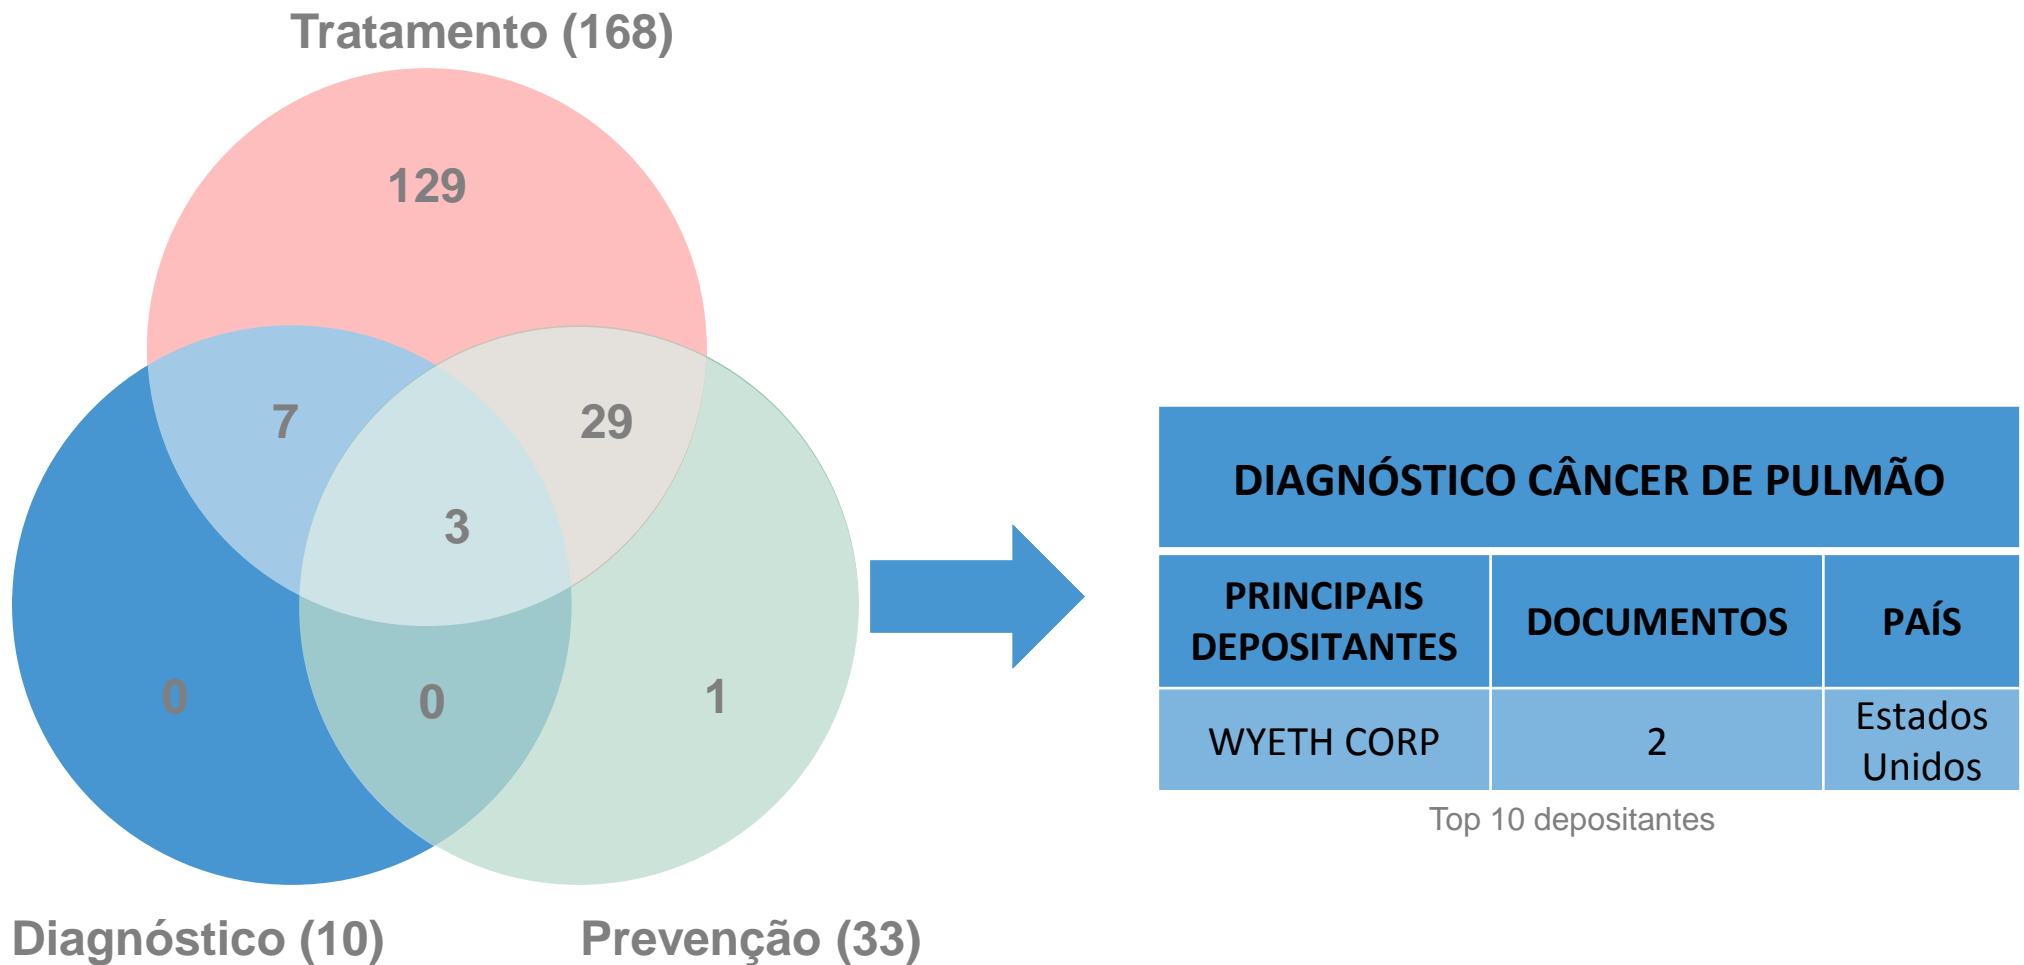 Tratamento (168)
129
7
29
3
0
0
1
Diagnóstico (10)
Prevenção (33)
DIAGNÓSTICO CÂNCER DE PULMÃO
PRINCIPAIS
DEPOSITANTES
DOCUMENTOS
PAÍS
WYETH CORP
2
Estados
Unidos
Top 10 depositantes